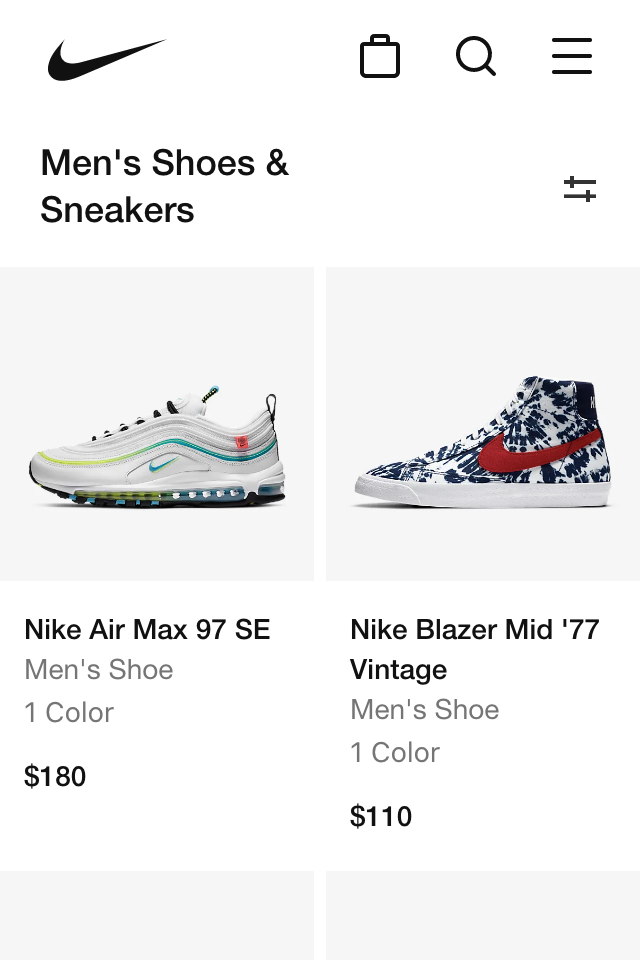 Men's Shoes &
Sneakers
Nike Air Max 97 SE
Men's Shoe
1 Color
$180
Nike Blazer Mid '77
Vintage
Men's Shoe
1 Color
$110